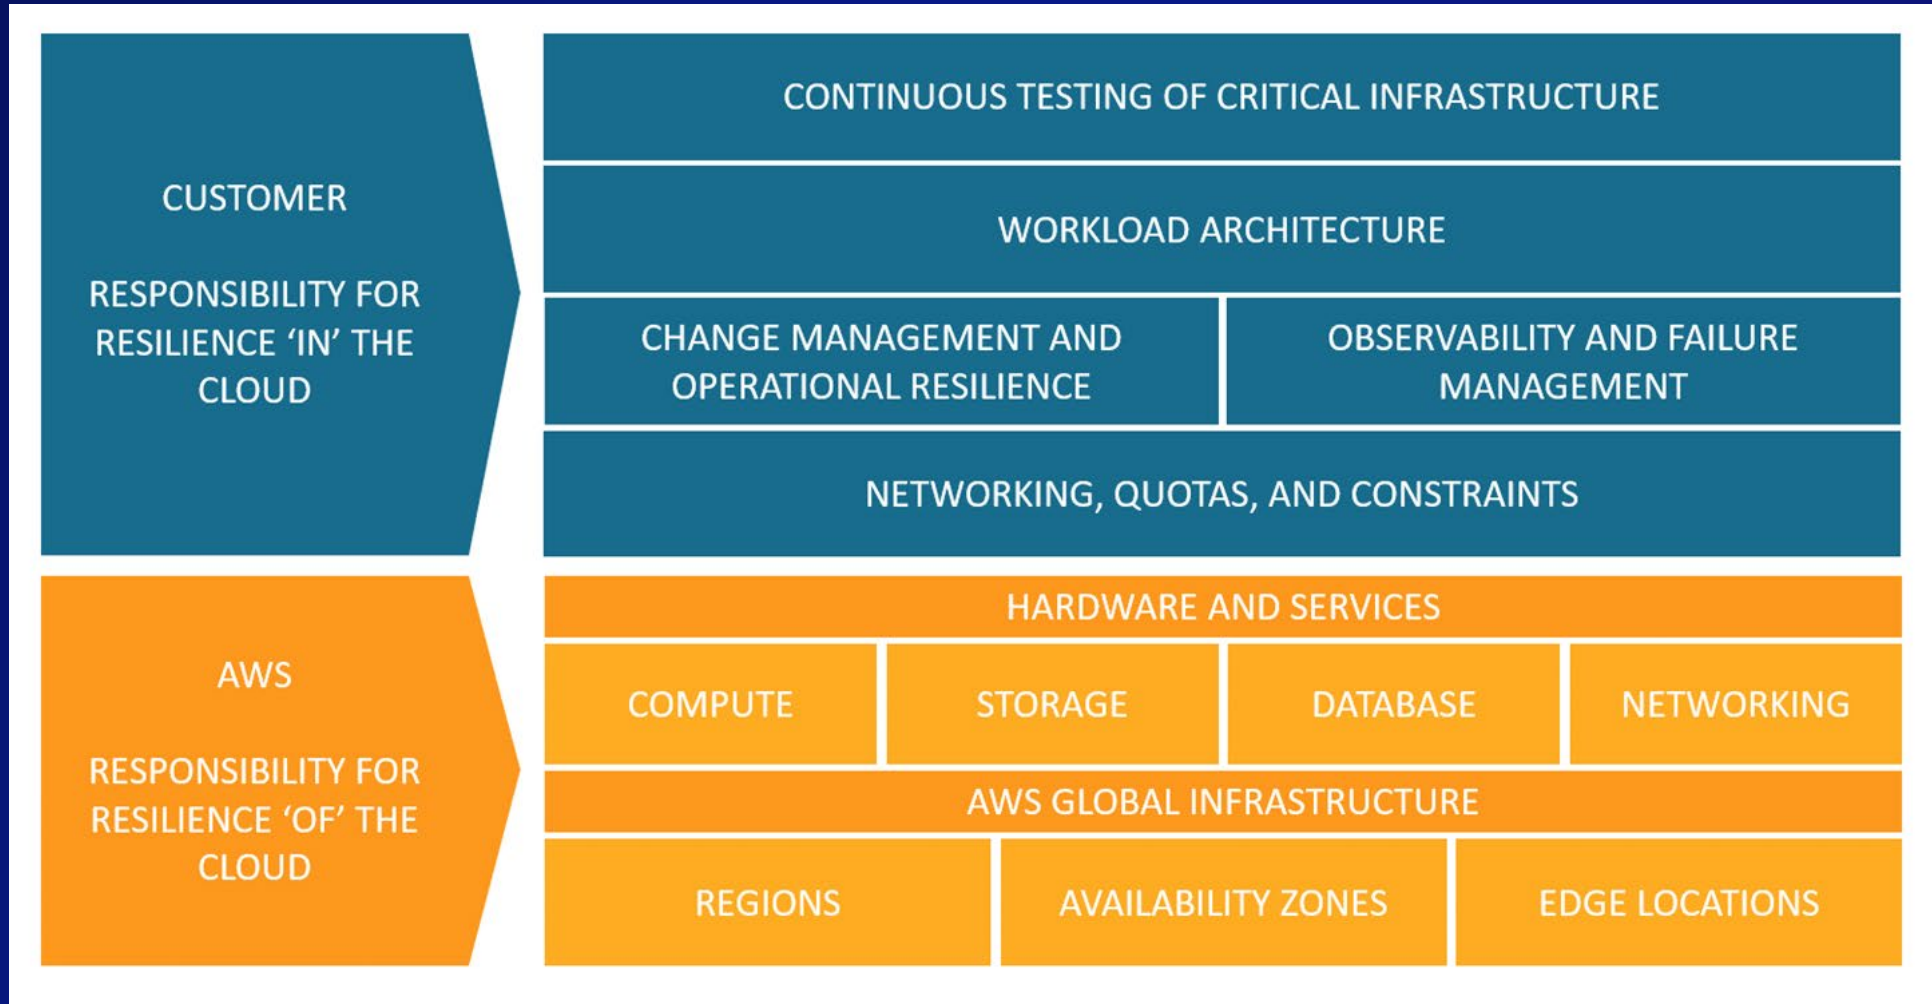 CUSTOMER
RESPONSIBILITY FOR
RESILIENCE ‘IN’ THE
CLOUD
CONTINUOUS TESTING OF CRITICAL INFRASTRUCTURE
WORKLOAD ARCHITECTURE
CHANGE MANAGEMENT AND
OPERATIONAL RESILIENCE
OBSERVABILITY AND FAILURE
MANAGEMENT
NETWORKING, QUOTAS, AND CONSTRAINTS
AWS
RESPONSIBILITY FOR
RESILIENCE ‘OF’ THE
CLOUD
HARDWARE AND SERVICES
COMPUTE
STORAGE
DATABASE
NETWORKING
AWS GLOBAL INFRASTRUCTURE
REGIONS
AVAILABILITY ZONES
EDGE LOCATIONS